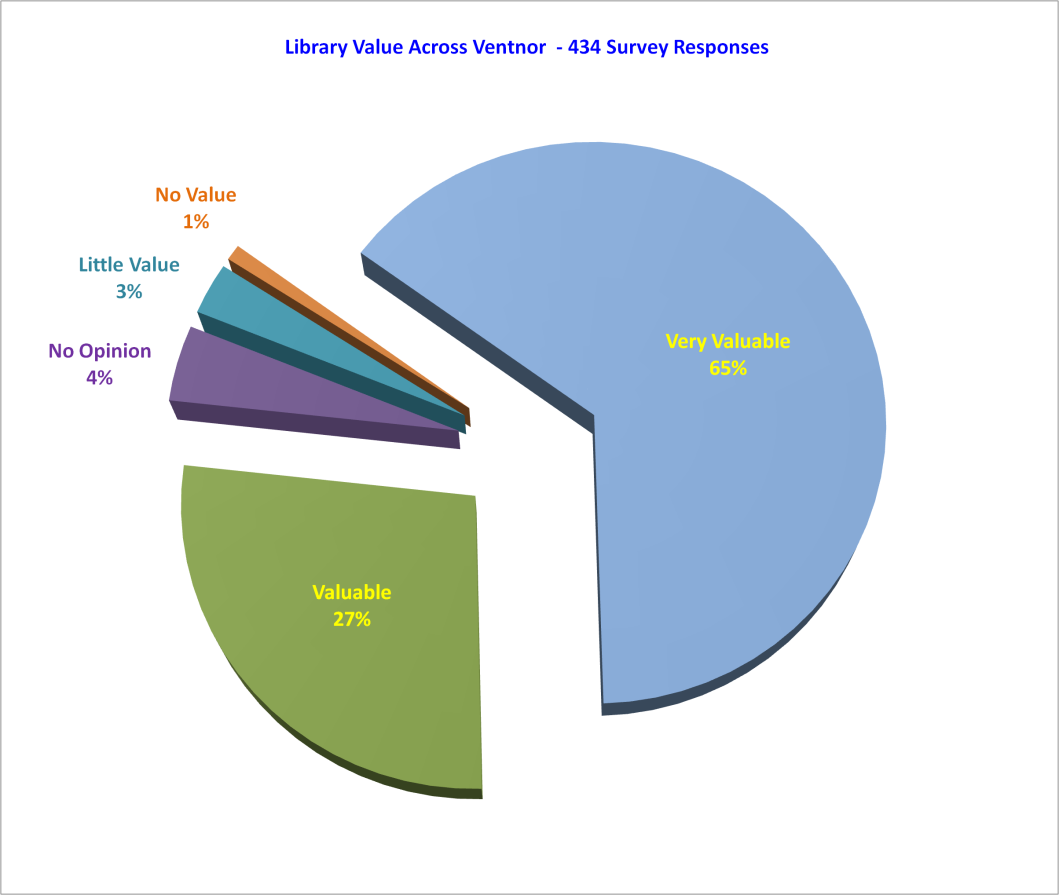 Library Value Across Ventnor  - 434 Survey Responses
No Value
1%
Little Value
3%
No Opinion
4%
Very Valuable
65%
Valuable
27%